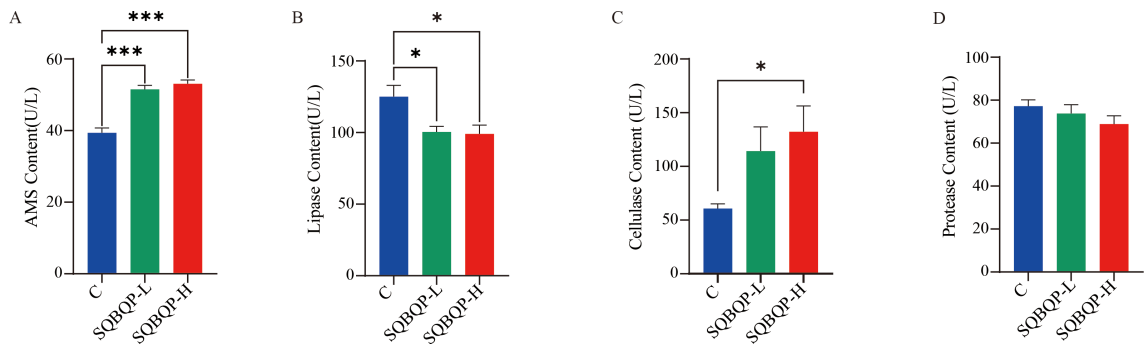 A
***
***
60
40
20
0
AMS Content(U/L)
C
SQBQP-L
SQBQP-H
B
*
*
150
100
50
0
Lipase Content(U/L)
C
SQBQP-L
SQBQP-H
C
*
200
150
100
50
0
Cellulase Content (U/L)
C
SQBQP-L
SQBQP-H
D
100
80
60
40
20
0
Protease Content (U/L)
C
SQBQP-L
SQBQP-H